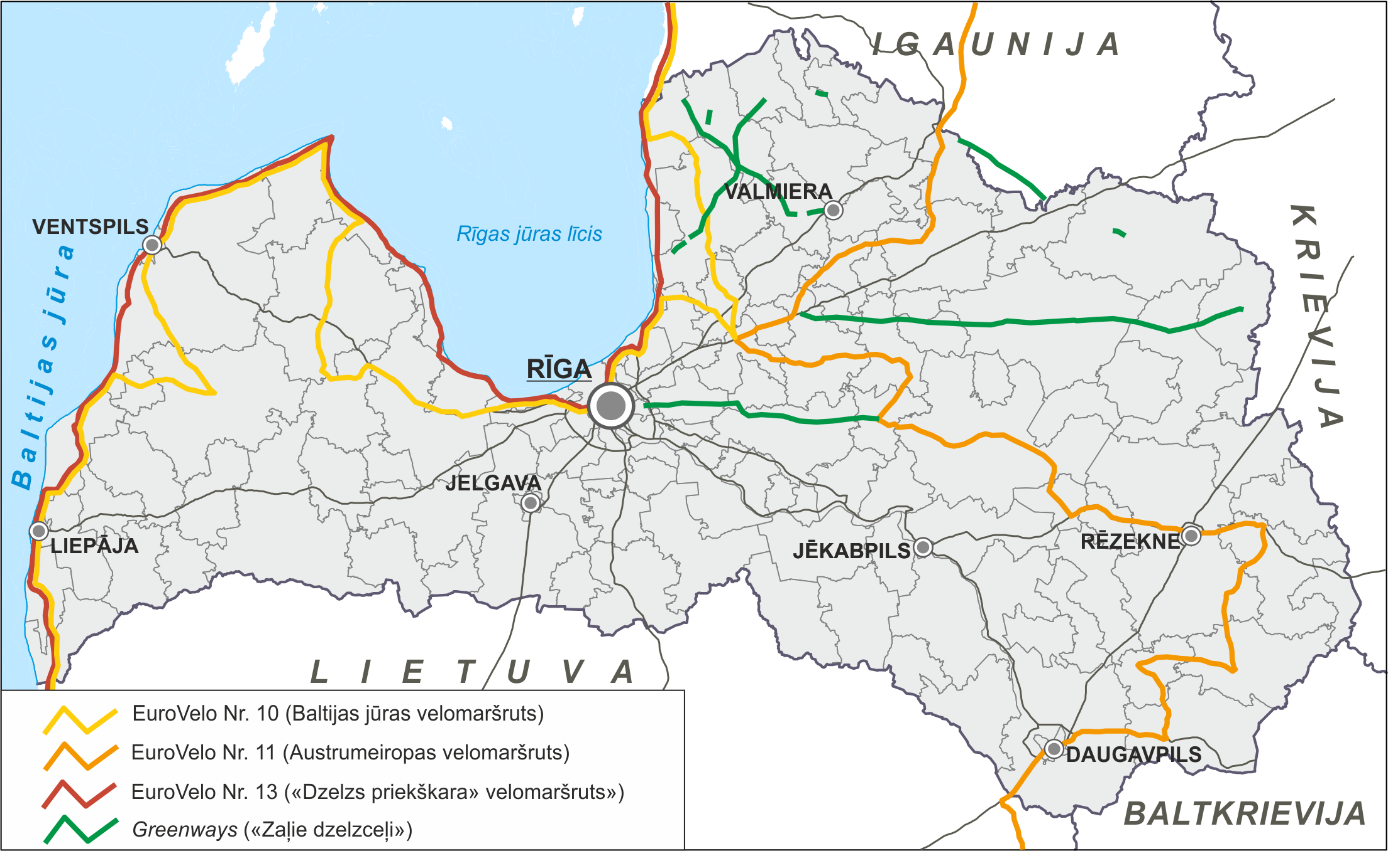 IGAUNIJA
VALMIERA
KRIEVIJA
VENTSPILS
Rīgas jūras līcis
Baltijas jūra
RĪGA
JELGAVA
LIEPĀJA
JĒKABPILS
RĒZEKNE
LIETUVA
DAUGAVPILS
BALTKRIEVIJA
EuroVelo Nr. 10 (Baltijas jūras velomaršruts)
EuroVelo Nr. 11 (Austrumeiropas velomaršruts)
EuroVelo Nr. 13 («Dzelzs priekškara» velomaršruts»)
Greenways («Zaļie dzelzceļi»)